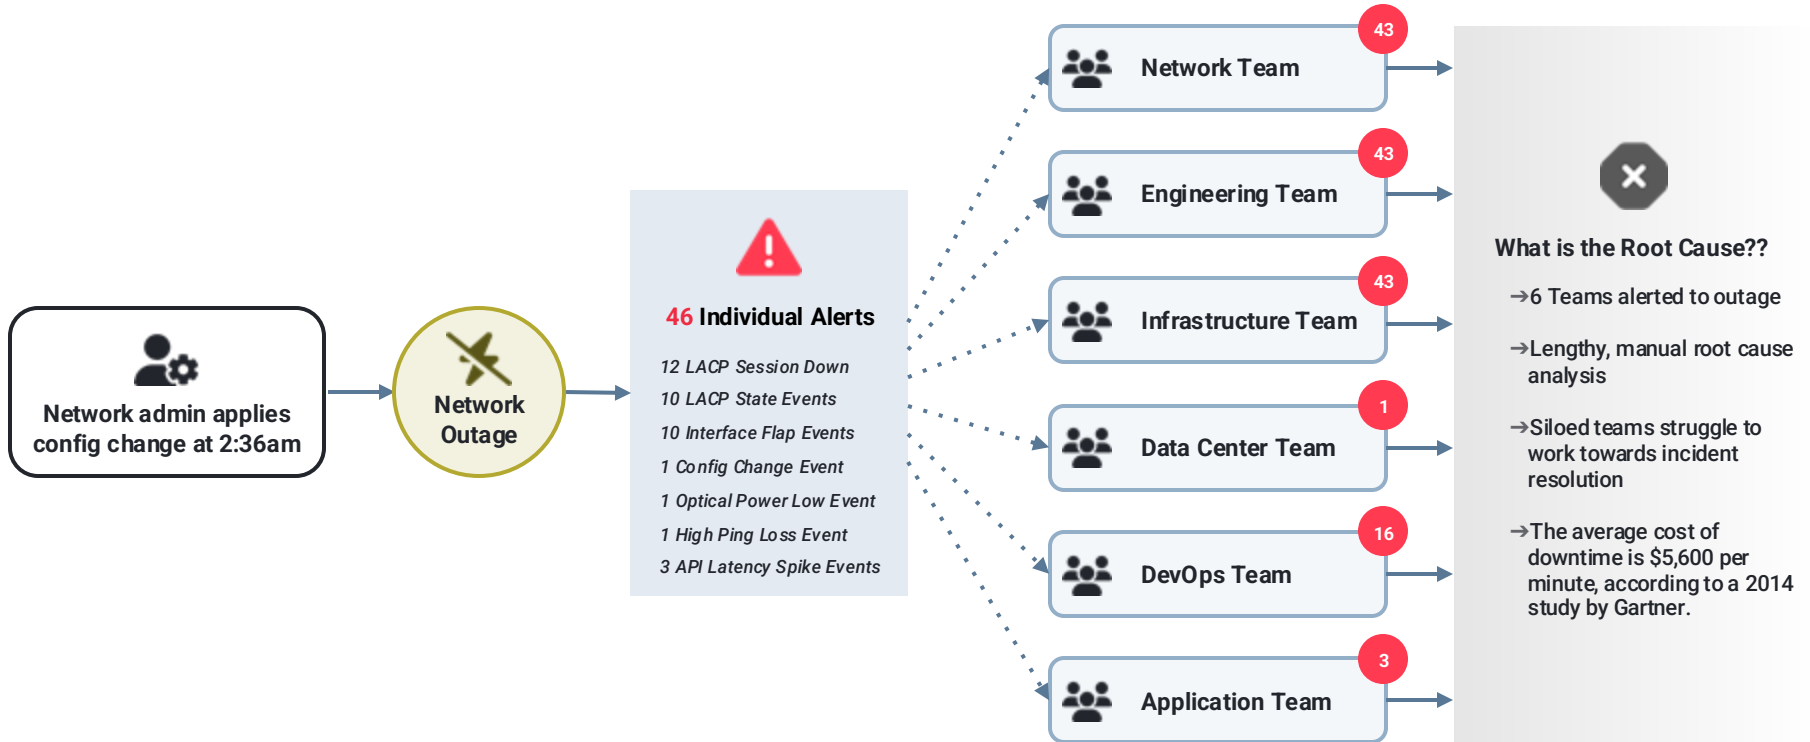 Network admin applies
config change at 2:36am
Network
Outage
46 Individual Alerts
12 LACP Session Down
10 LACP State Events
10 Interface Flap Events
1 Config Change Event
1 Optical Power Low Event
1 High Ping Loss Event
3 API Latency Spike Events
43
Network Team
43
Engineering Team
43
Infrastructure Team
1
Data Center Team
16
DevOps Team
3
Application Team
What is the Root Cause??
➔6 Teams alerted to outage
➔Lengthy, manual root cause
analysis
➔Siloed teams struggle to
work towards incident
resolution
➔The average cost of
downtime is $5,600 per
minute, according to a 2014
study by Gartner.